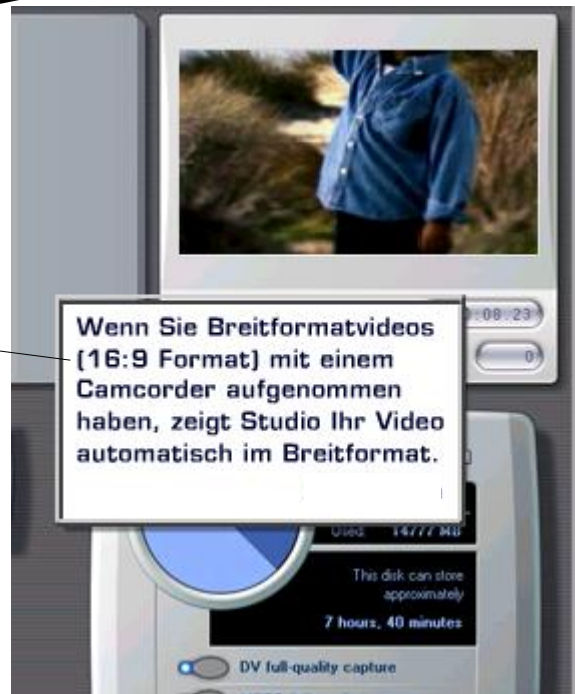 :08.23
0
Wenn Sie Breitformatvideos
(16:9 Format) mit einem
Camcorder aufgenommen
haben, zeigt Studio Ihr Video
automatisch im Breitformat.
Used: 14777 MB
This disk can store
approximately
7 hours, 40 minutes
DV full-quality capture